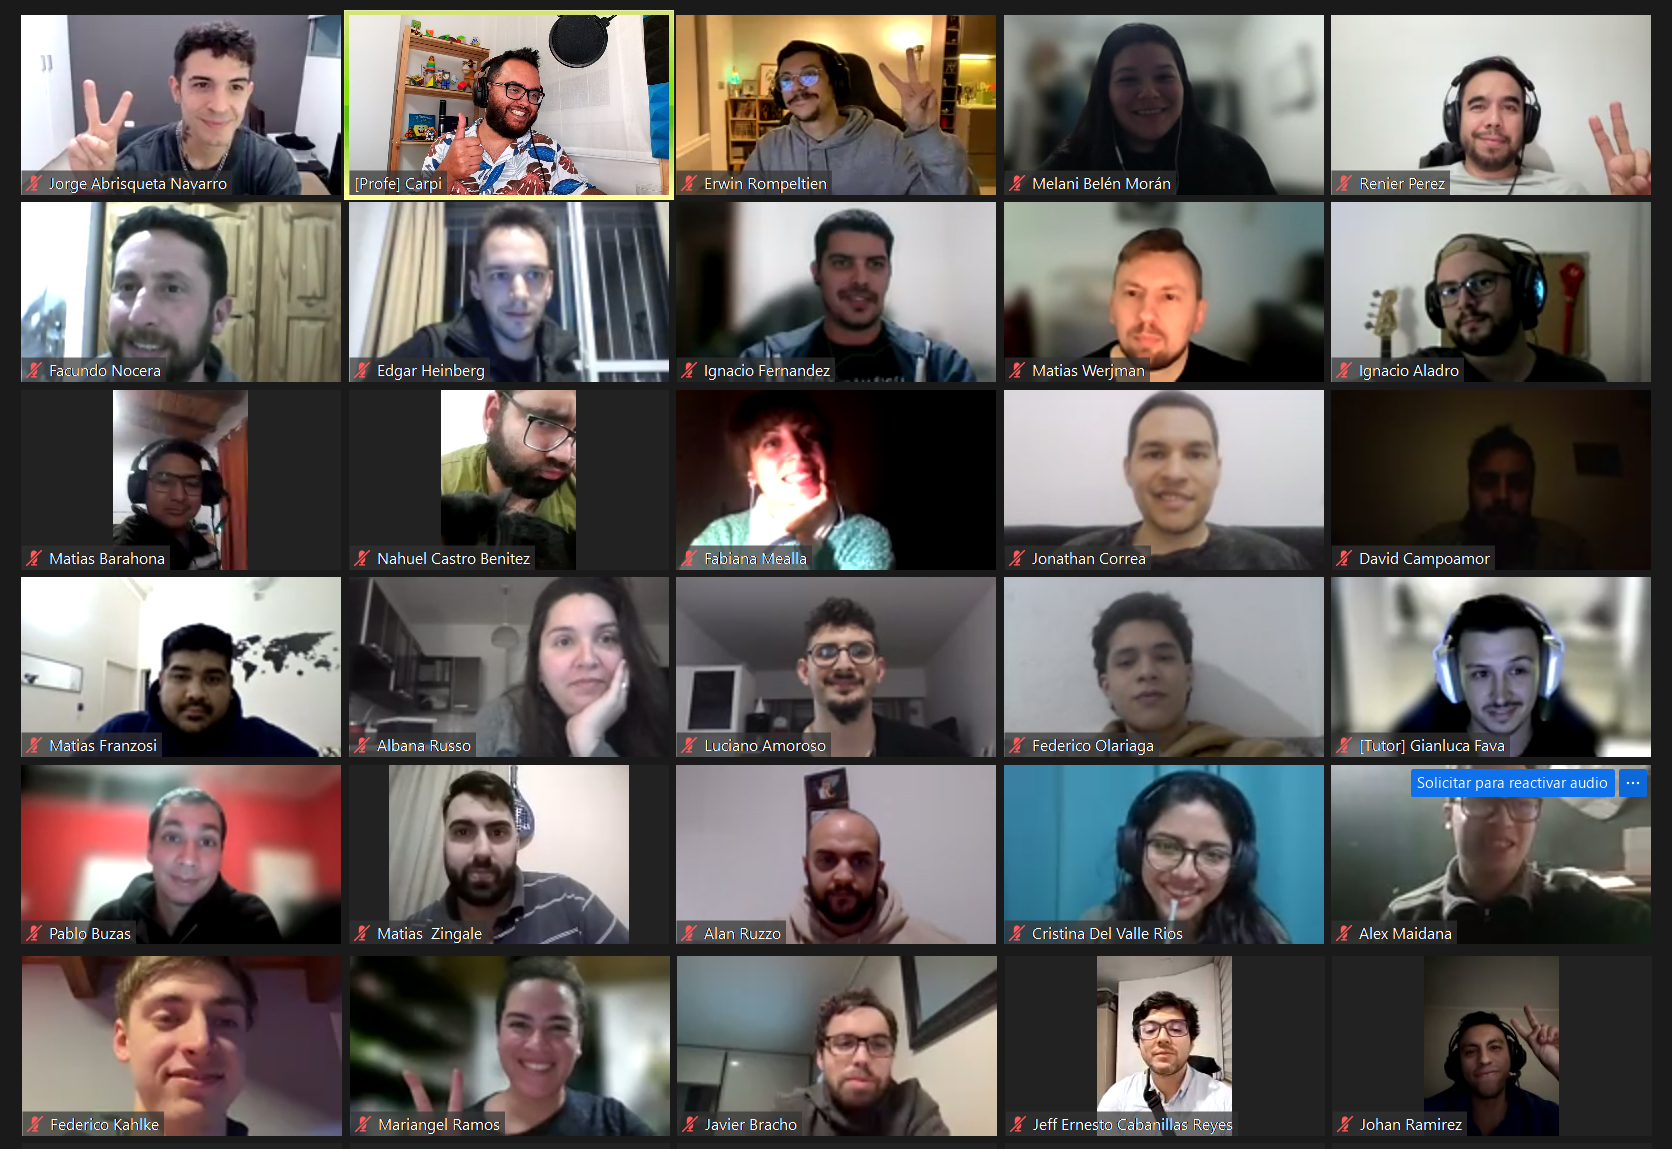 Jorge Abrisqueta Navarro
[Profe] Carpi
Erwin Rompeltien
Melani Belén Morán
Renier Perez
Facundo Nocera
Edgar Heinberg
Ignacio Fernandez
Matias Werjman
Ignacio Aladro
Matias Barahona
Nahuel Castro Benitez
Fabiana Mealla
Jonathan Correa
David Campoamor
Matias Franzosi
Albana Russo
Luciano Amoroso
Federico Olariaga
[Tutor] Gianluca Fava
Solicitar para reactivar audio ...
Pablo Buzas
Matias Zingale
Alan Ruzzo
Cristina Del Valle Rios
Alex Maidana
Federico Kahlke
Mariangel Ramos
Javier Bracho
Jeff Ernesto Cabanillas Reyes
Johan Ramirez